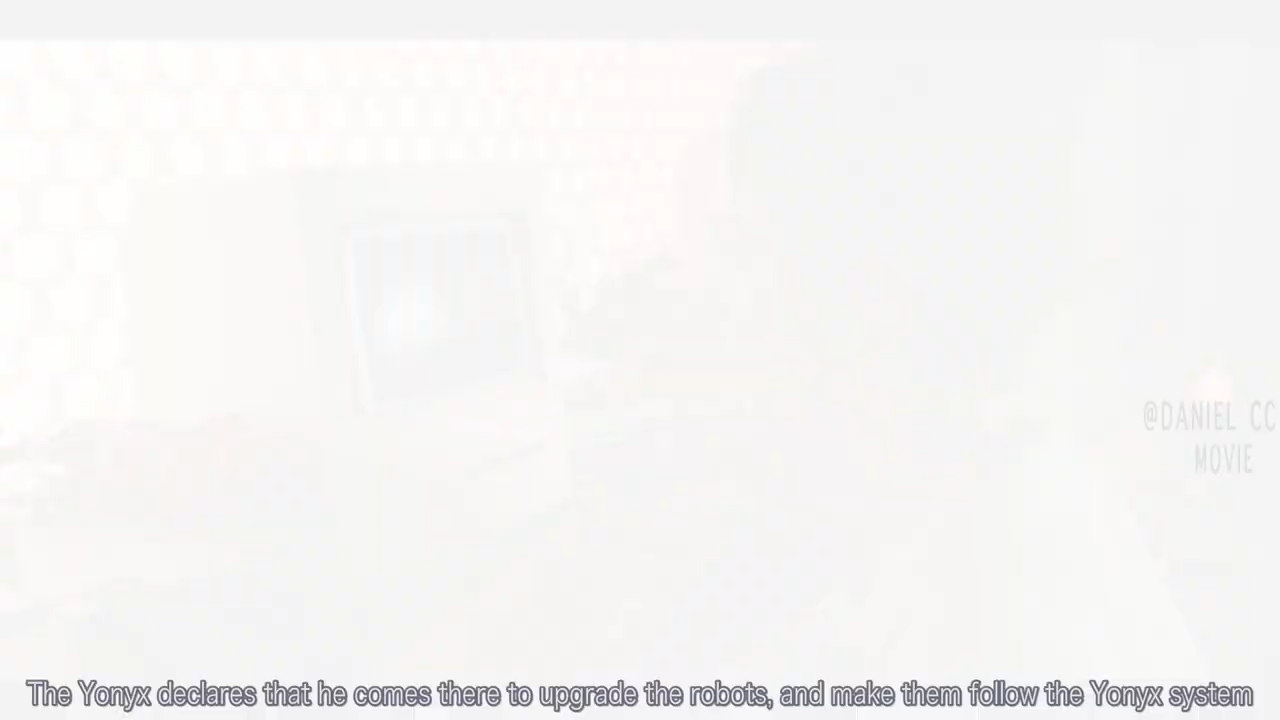 @DANIEL CC
MOVIE
The Yonyx declares that he comes there to upgrade the robots, and make them follow the Yonyx system